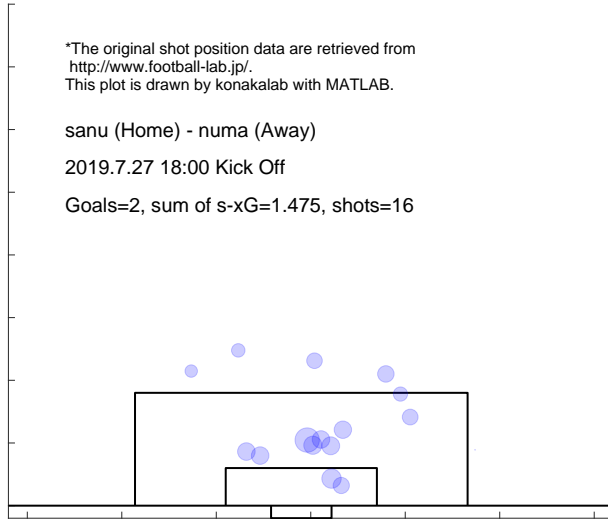 *The original shot position data are retrieved from
http://www.football-lab.jp/.
This plot is drawn by konakalab with MATLAB.
sanu (Home) - numa (Away)
2019.7.27 18:00 Kick Off
Goals=2, sum of s-xG=1.475, shots=16